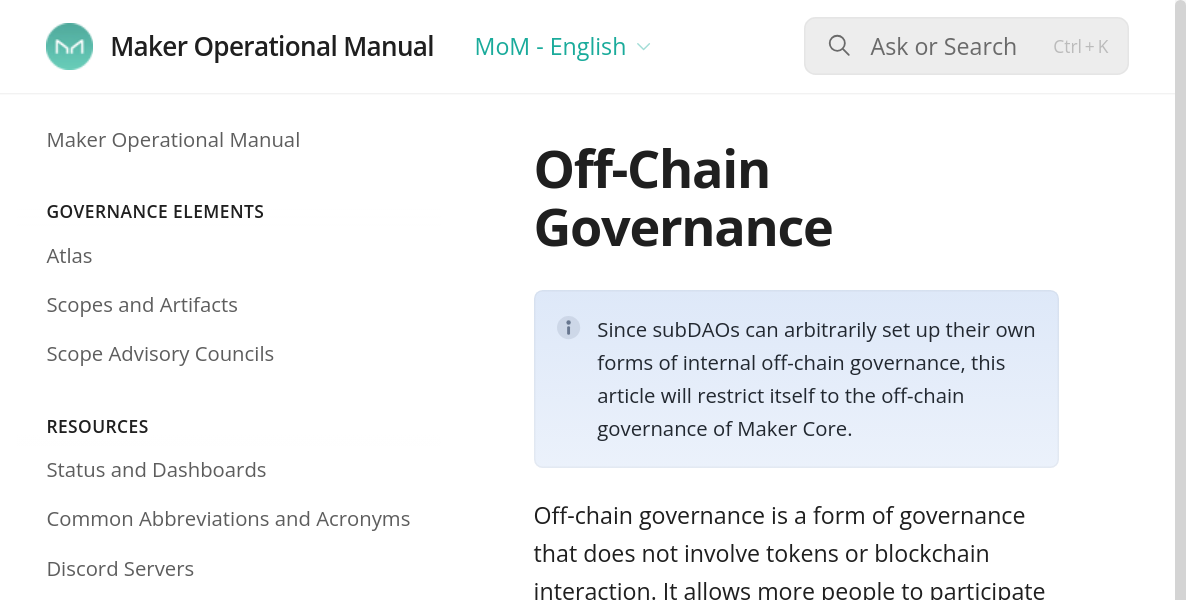 Maker Operational Manual
MoM - English
Ask or Search
Ctrl + K
Maker Operational Manual
GOVERNANCE ELEMENTS
Atlas
Scopes and Artifacts
Scope Advisory Councils
RESOURCES
Status and Dashboards
Common Abbreviations and Acronyms
Discord Servers
Off-Chain
Governance
Since subDAOs can arbitrarily set up their own
forms of internal off-chain governance, this
article will restrict itself to the off-chain
governance of Maker Core.
Off-chain governance is a form of governance
that does not involve tokens or blockchain
interaction. It allows more people to participate